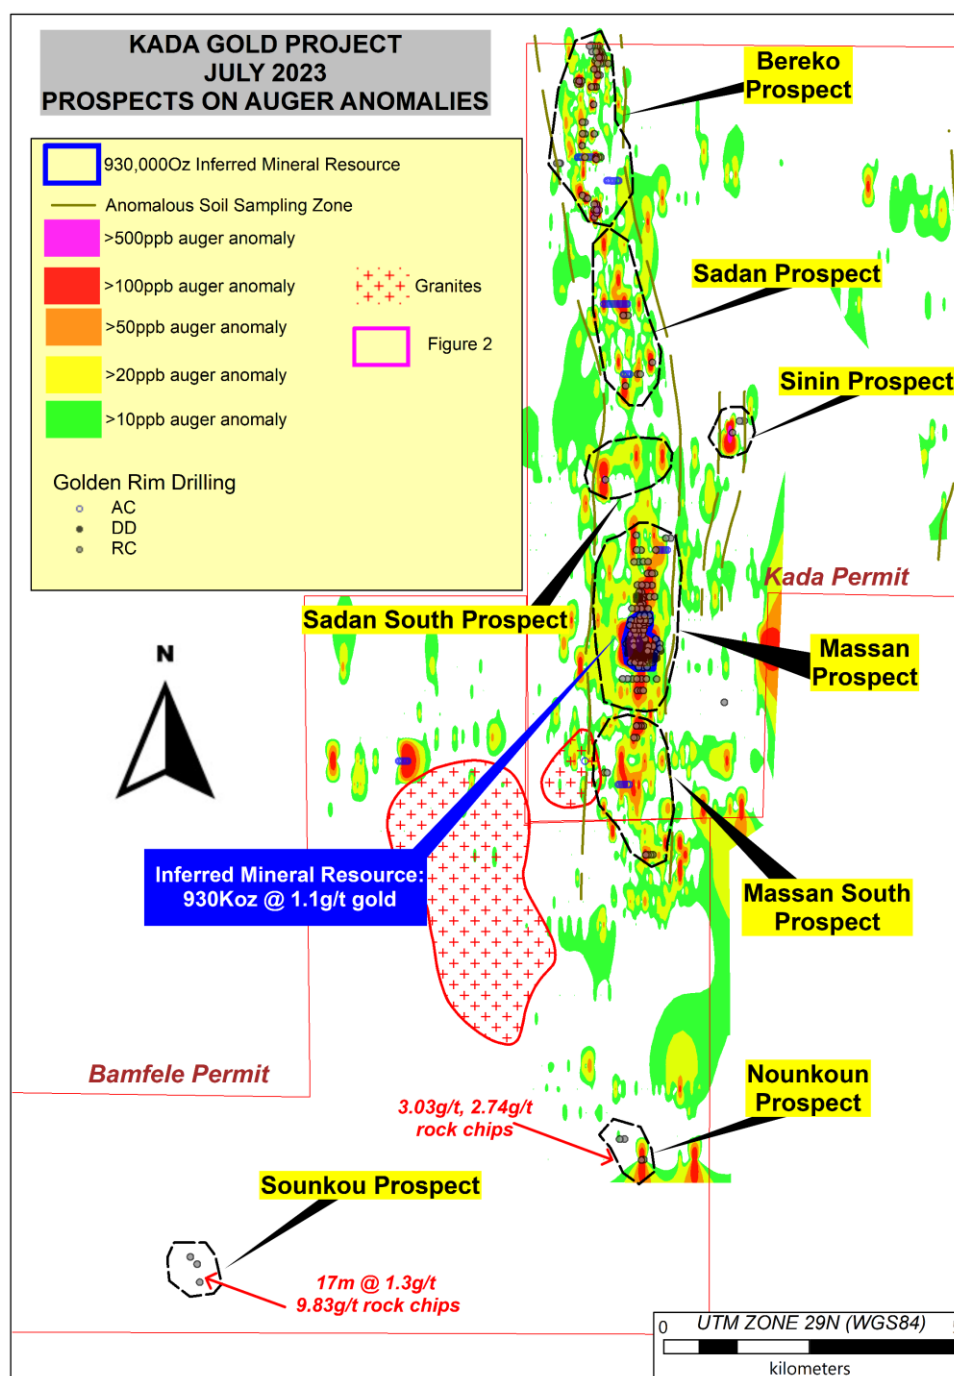 KADA GOLD PROJECT
JULY 2023
PROSPECTS ON AUGER ANOMALIES
930,000Oz Inferred Mineral Resource
Anomalous Soil Sampling Zone
>500ppb auger anomaly
>100ppb auger anomaly
>50ppb auger anomaly
>20ppb auger anomaly
>10ppb auger anomaly
Granites
Figure 2
Golden Rim Drilling
AC
DD
RC
Bereko
Prospect
Sadan Prospect
Sinin Prospect
Kada Permit
Sadan South Prospect
Massan
Prospect
N
Inferred Mineral Resource:
930Koz @ 1.1g/t gold
Massan South
Prospect
Bamfele Permit
Nounkoun
Prospect
3.03g/t, 2.74g/t
rock chips
Sounkou Prospect
17m @ 1.3g/t
9.83g/t rock chips
UTM ZONE 29N (WGS84)
0
kilometers